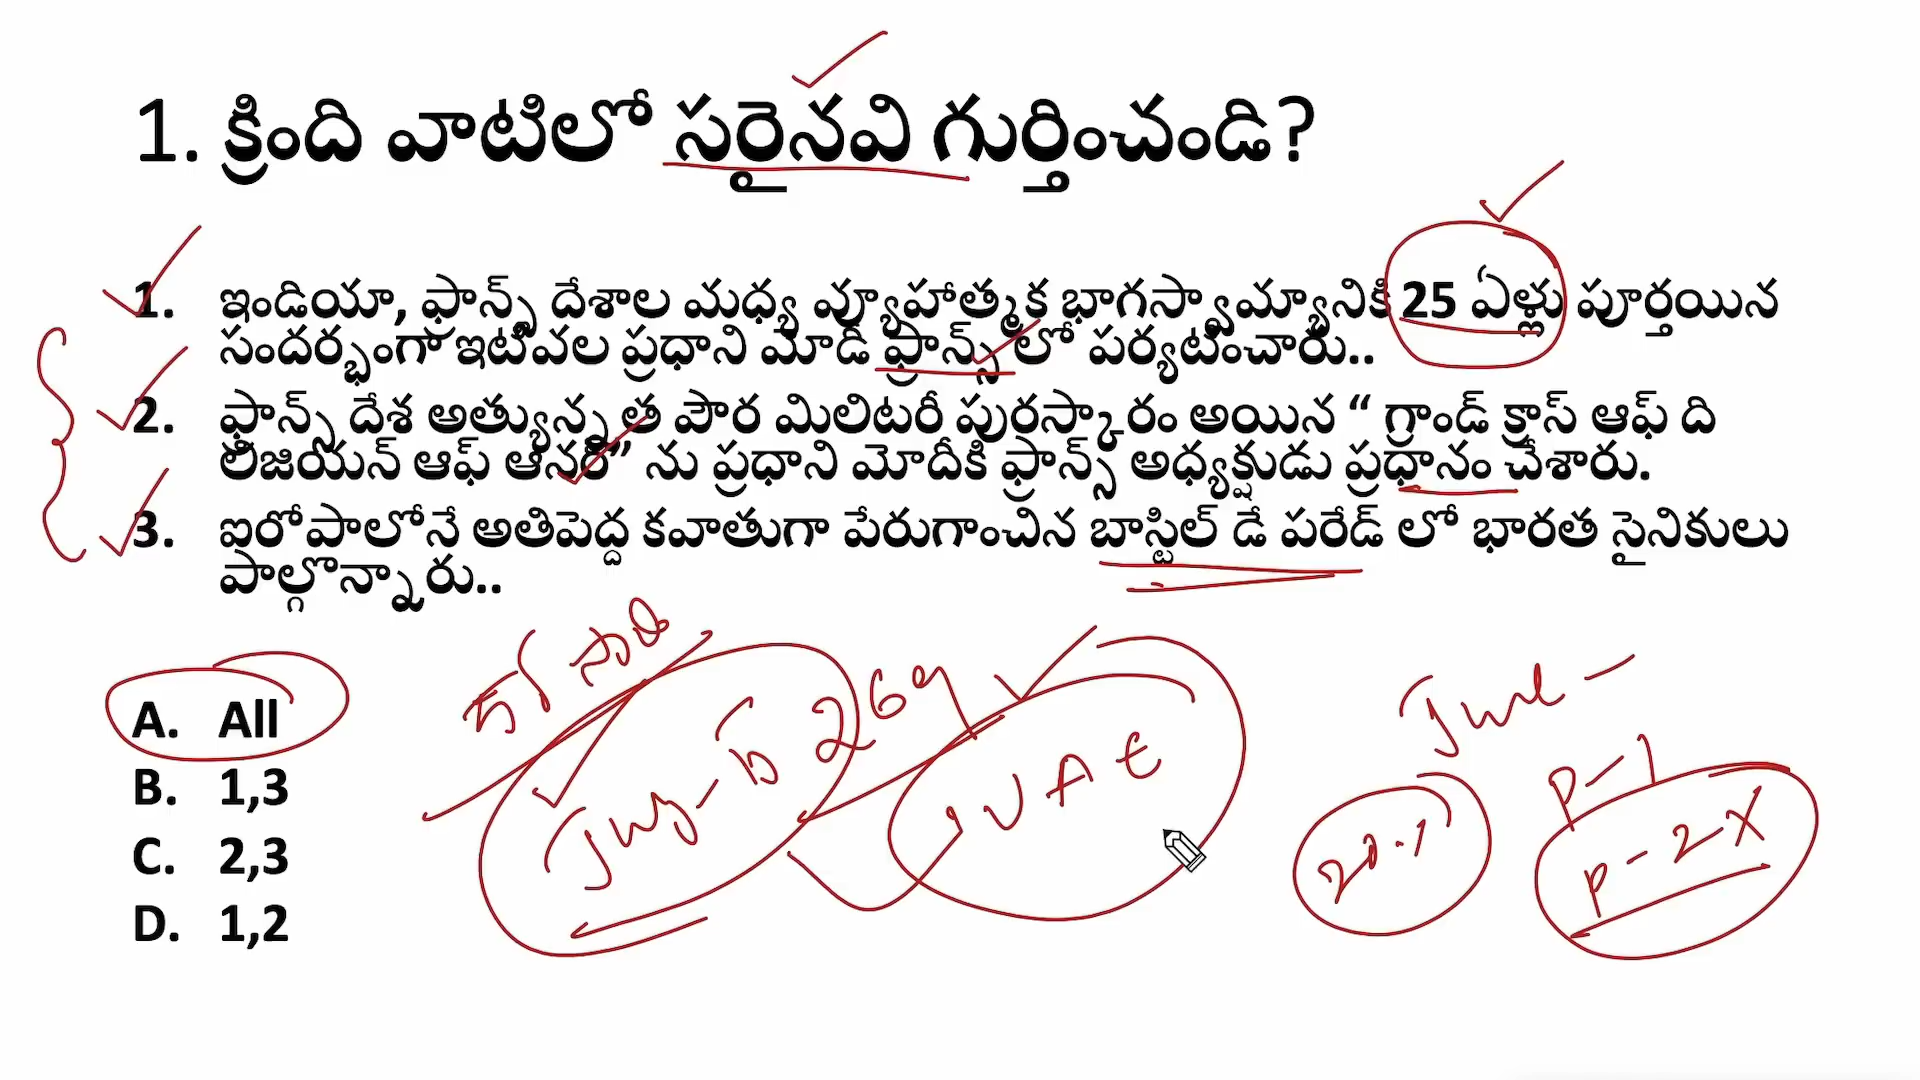 1. క్రింది వాటిలో సరైనవి గుర్తించండి?
1. ఇండియా, ఫ్రాన్స్ దేశాల మధ్య వ్యూహాత్మక భాగస్వామ్యానికి 25 ఏళ్లు పూర్తయిన
సందర్భంగా ఇటీవల ప్రధాని మోడీ ఫ్రాన్స్ లో పర్యటించారు..
2. ఫ్రాన్స్ దేశ అత్యున్నత పౌర మిలిటరీ పురస్కారం అయిన “ గ్రాండ్ క్రాస్ ఆఫ్ ది
లిజియన్ ఆఫ్ ఆనర్” ను ప్రధాని మోదీకి ఫ్రాన్స్ అధ్యక్షుడు ప్రధానం చేశారు.
3. ఐరోపాలోనే అతిపెద్ద కవాతుగా పేరుగాంచిన బాస్టిల్ డే పరేడ్ లో భారత సైనికులు
పాల్గొన్నారు..
A. All
B. 1,3
C. 2,3
D. 1,2
UAE
P-1
P-2 X